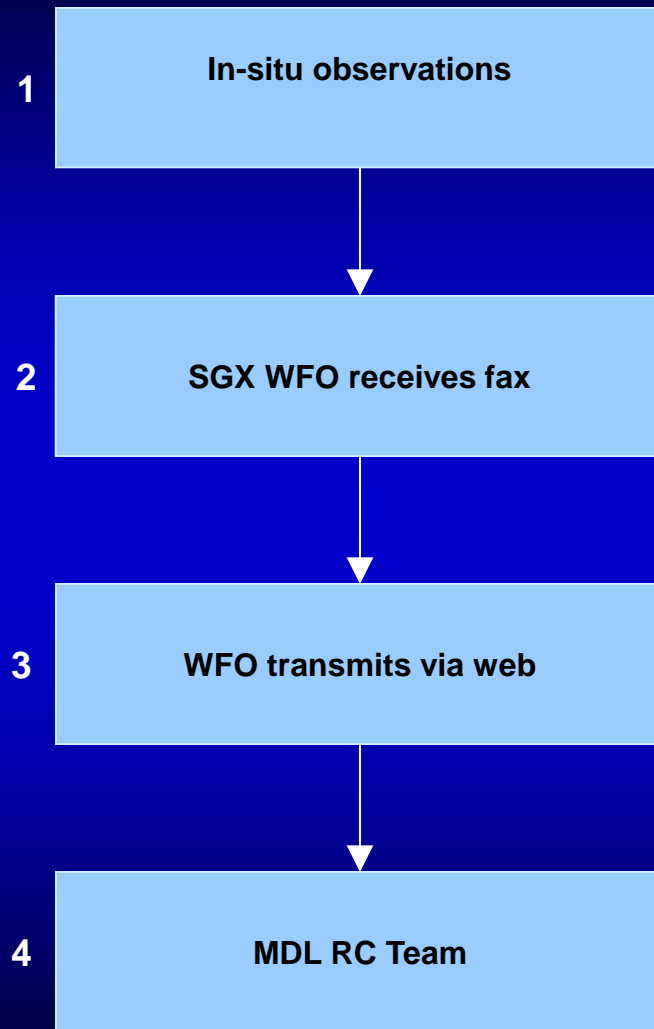 1
In-situ observations
2
SGX WFO receives fax
3
WFO transmits via web
4
MDL RC Team